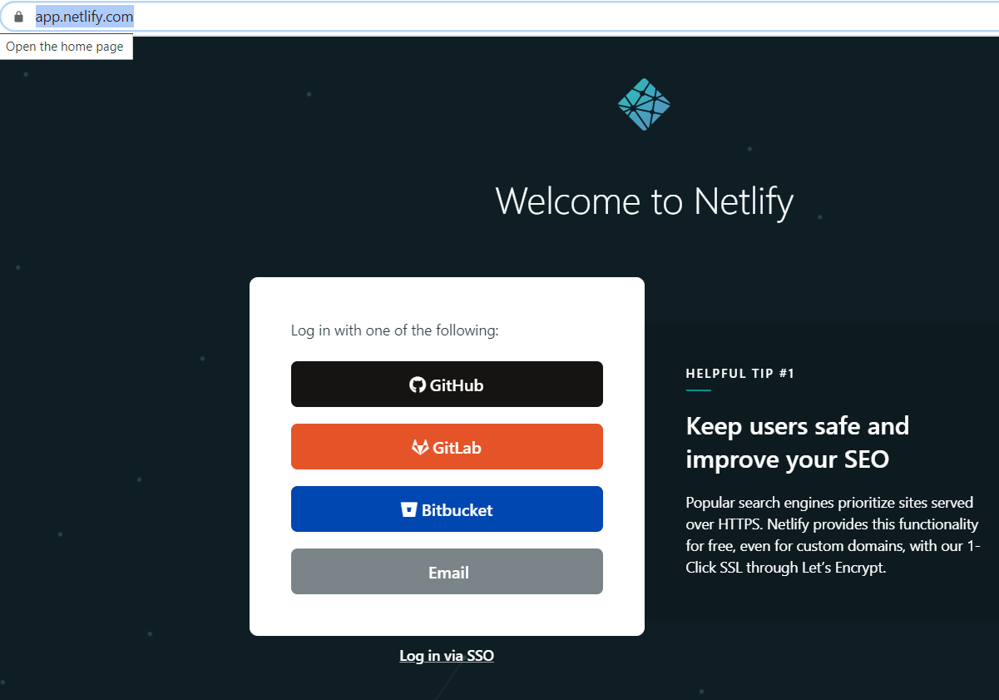 app.netlify.com
Open the home page
Welcome to Netlify
Log in with one of the following:
GitHub
GitLab
Bitbucket
Email
Log in via SSO
HELPFUL TIP #1
Keep users safe and
improve your SEO
Popular search engines prioritize sites served
over HTTPS. Netlify provides this functionality
for free, even for custom domains, with our 1-
Click SSL through Let’s Encrypt.